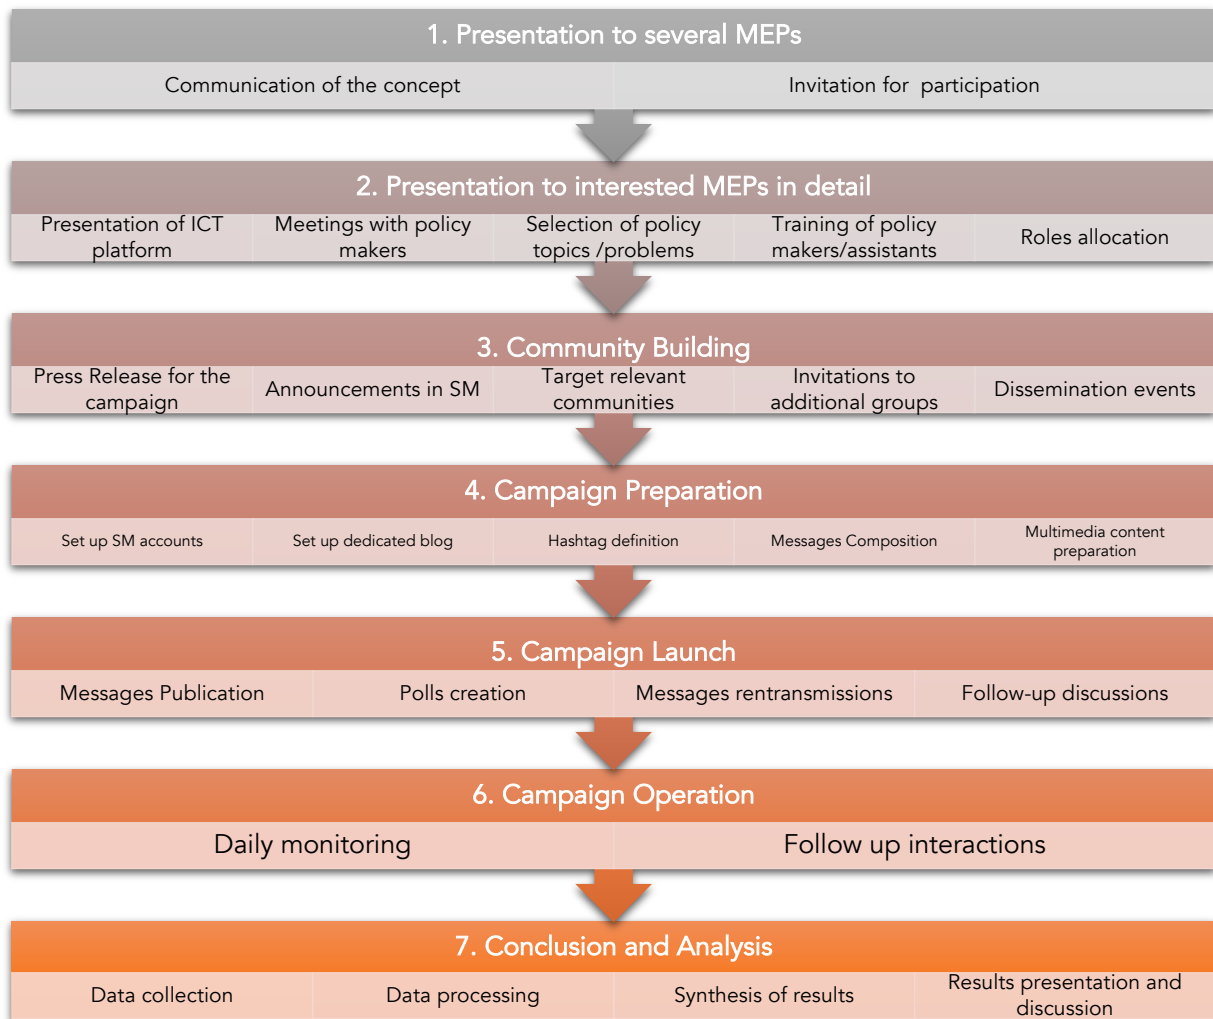 1. Presentation to several MEPs
Communication of the concept
Invitation for participation
2. Presentation to interested MEPs in detail
Presentation of ICT
platform
Meetings with policy
makers
Selection of policy
topics /problems
Training of policy
makers/assistants
Roles allocation
3. Community Building
Press Release for the
campaign
Announcements in SM
Target relevant
communities
Invitations to
additional groups
Dissemination events
4. Campaign Preparation
Set up SM accounts
Set up dedicated blog
Hashtag definition
Messages Composition
Multimedia content
preparation
5. Campaign Launch
Messages Publication
Polls creation
Messages rentransmissions
Follow-up discussions
6. Campaign Operation
Daily monitoring
Follow up interactions
7. Conclusion and Analysis
Data collection
Data processing
Synthesis of results
Results presentation and
discussion